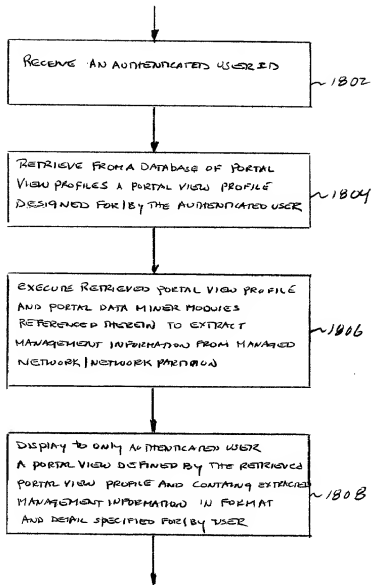 RECEIVE AN AUTHENTICATED USER ID
1802
RETRIEVE FROM A DATABASE OF PORTAL
VIEW PROFILES A PORTAL VIEW PROFILE
DESIGNED FOR/BY THE AUTHENTICATED USER
1804
EXECUTE RETRIEVED PORTAL VIEW PROFILE
AND PORTAL DATA MINER MODULES
REFERENCED THEREIN TO EXTRACT
MANAGEMENT INFORMATION FROM MANAGED
NETWORK/NETWORK PARTITION
1806
DISPLAY TO ONLY AUTHENTICATED USER
A PORTAL VIEW DEFINED BY THE RETRIEVED
PORTAL VIEW PROFILE AND CONTAING EXTRACTED
MANAGEMENT INFORMATION IN FORMAT
AND DETAIL SPECIFIED FOR/BY USER
1808